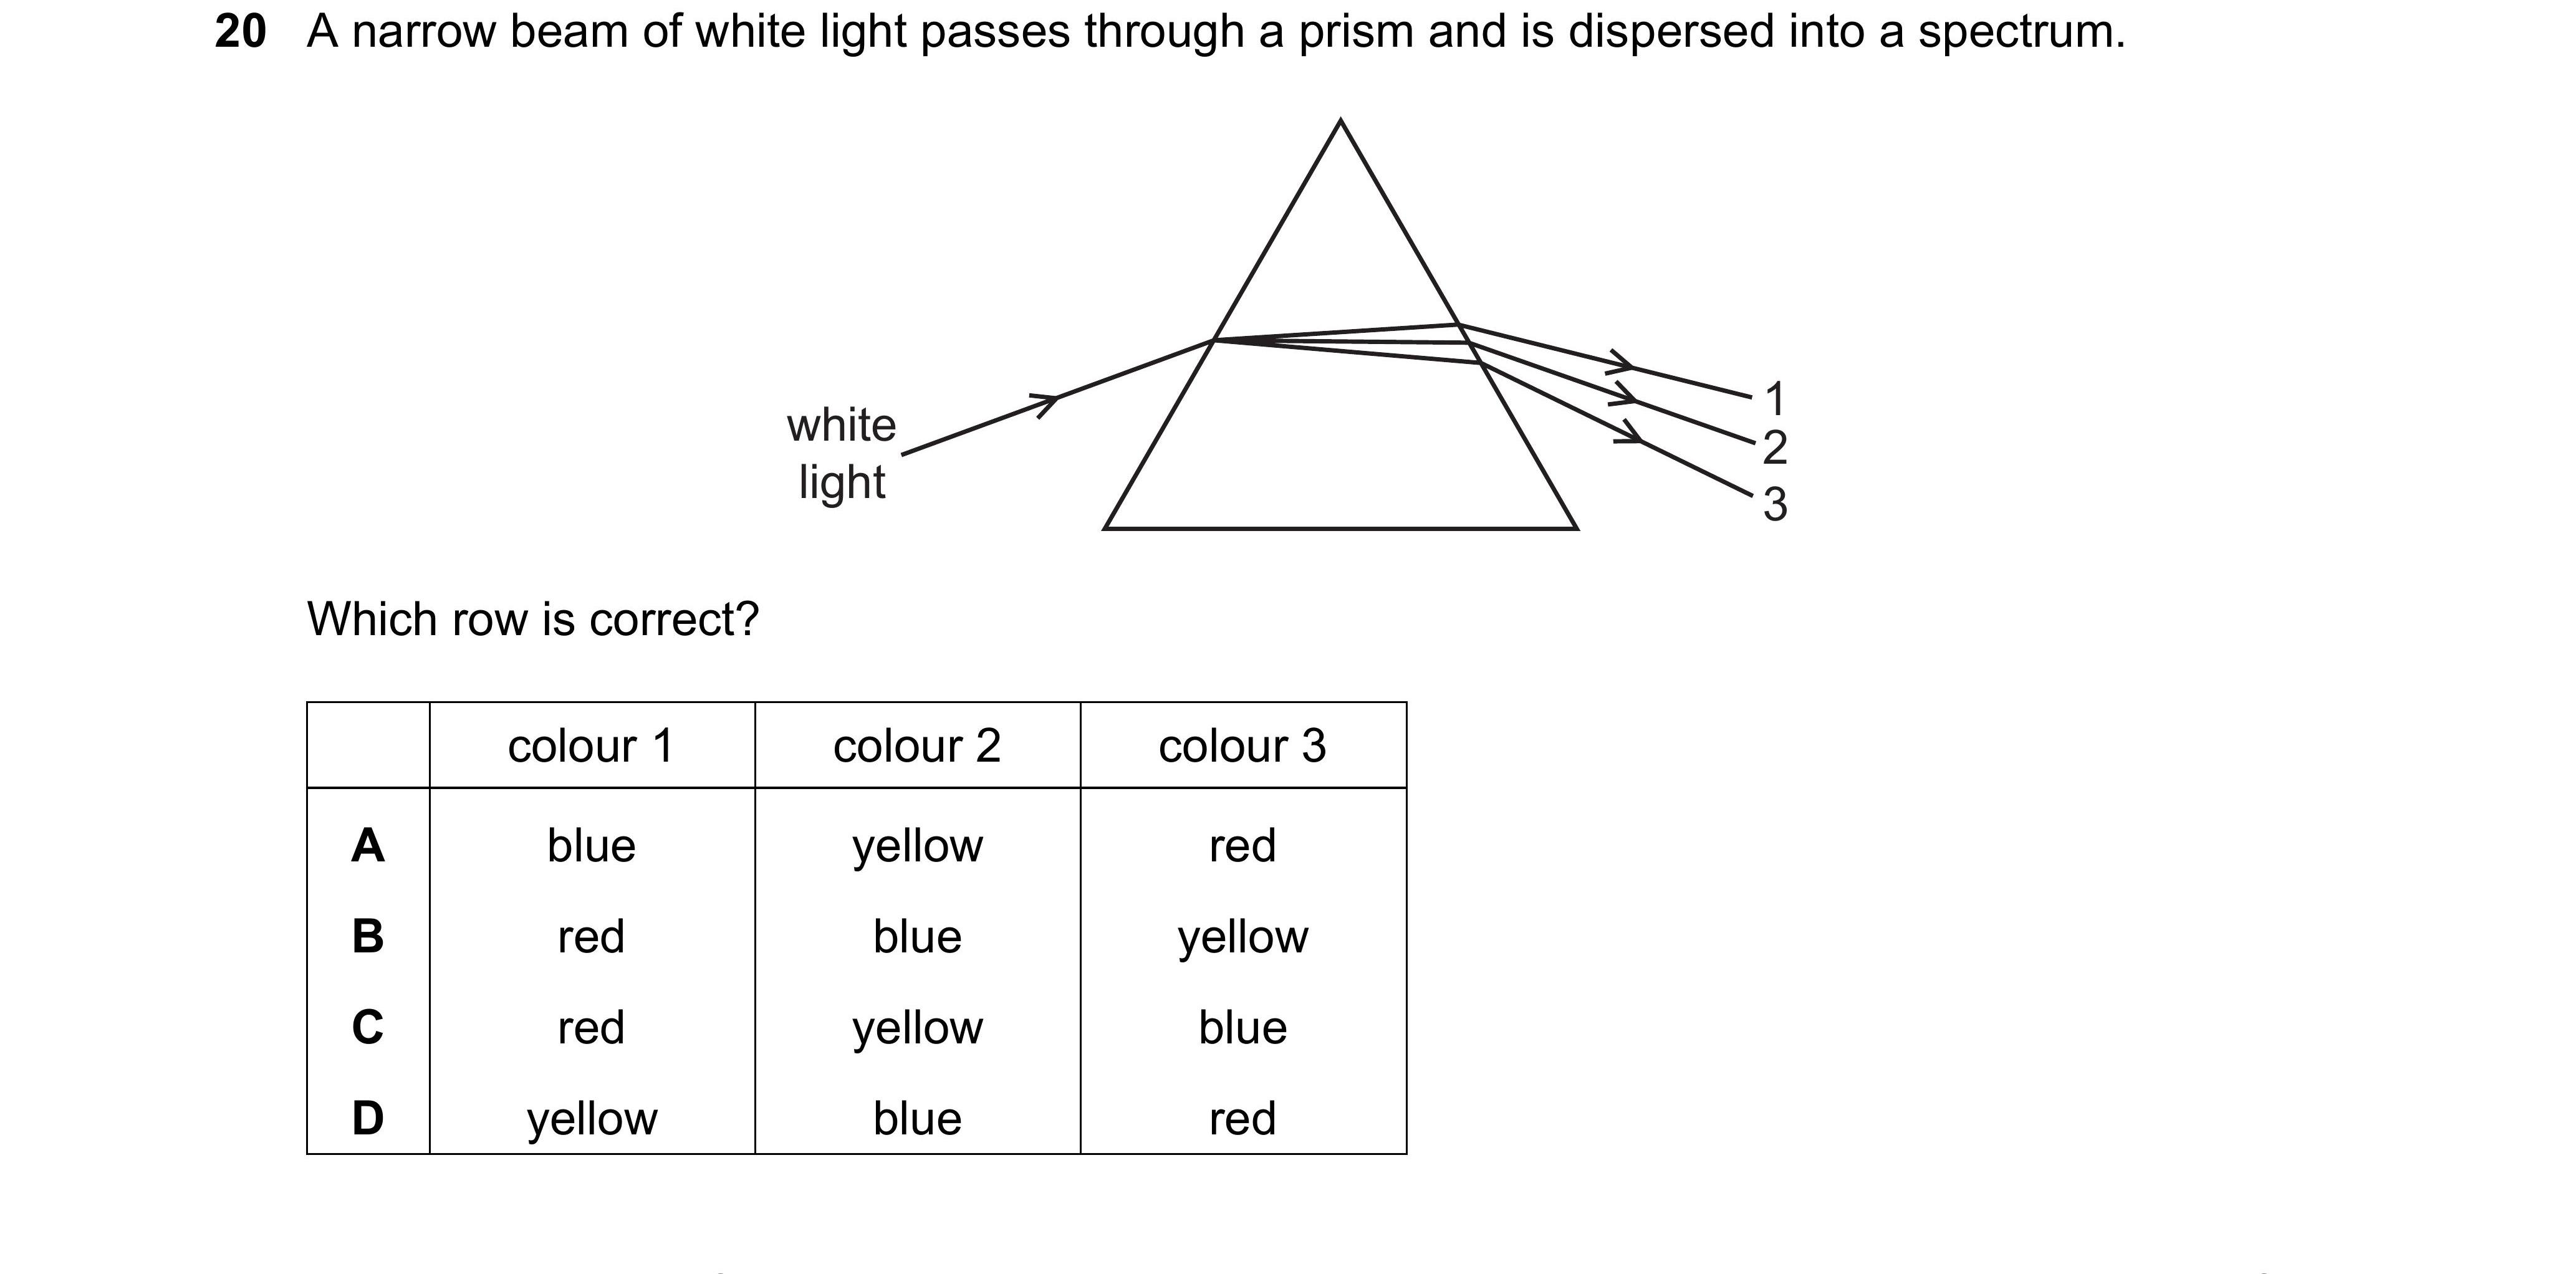 20 A narrow beam of white light passes through a prism and is dispersed into a spectrum.
white
light
1
2
3
Which row is correct?
colour 1 colour 2 colour 3
A blue yellow red
B red blue yellow
C red yellow blue
D yellow blue red